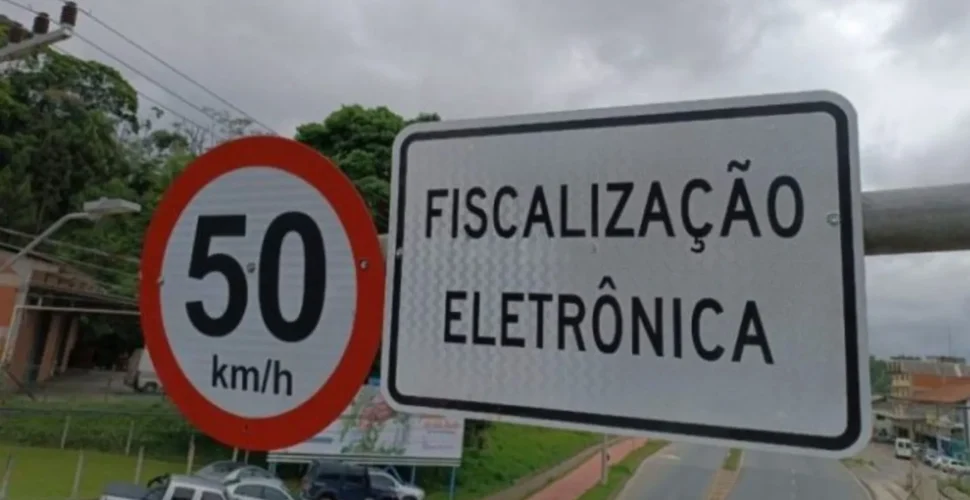 50
km/h
FISCALIZAÇÃO
ELETRÔNICA